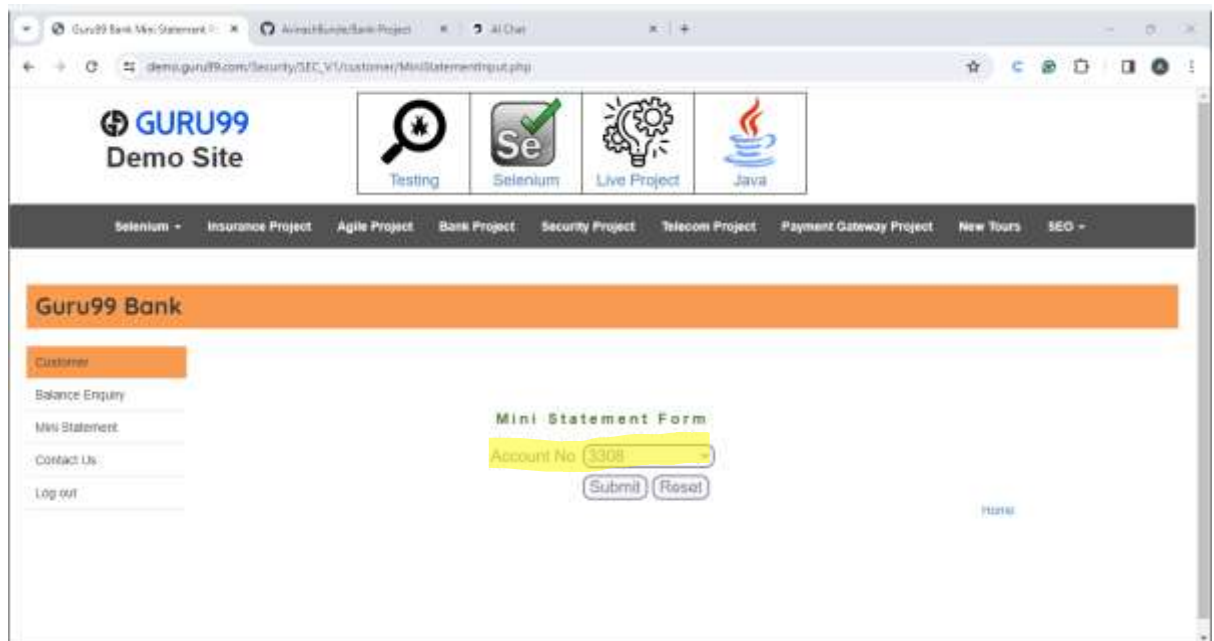 Guru99 Bank Mini Statement
AI Chat
demo.guru99.com/Security/SEC_V1/customer/MiniStatementInput.php
GURU99
Demo Site
Se
Testing Selenium Live Project Java
Selenium Insurance Project Agile Project Bank Project Security Project Telecom Project Payment Gateway Project New Tours SEO
Guru99 Bank
Customer
Balance Enquiry
Mini Statement
Contact Us
Log out
Mini Statement Form
Account No 3308
Submit Reset
Home